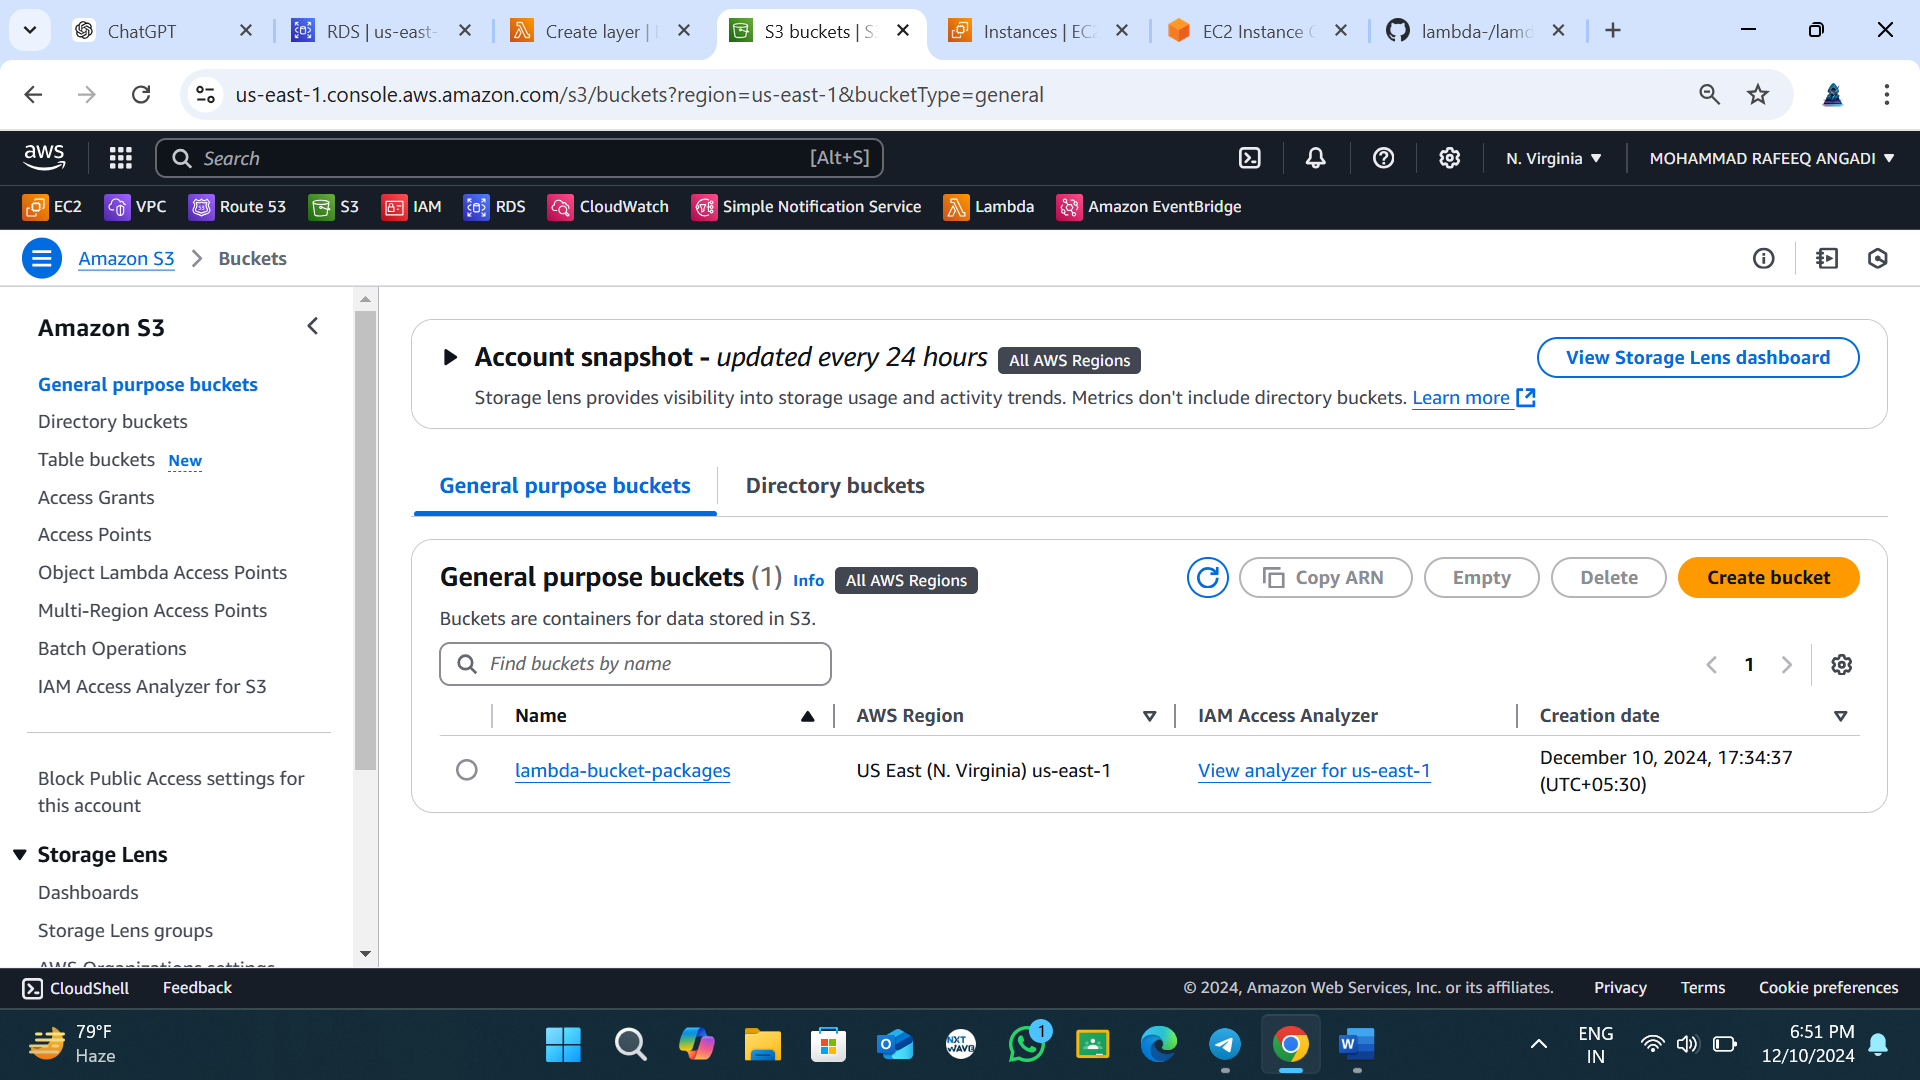 ChatGPT
RDS | us-east-
Create layer |
S3 buckets | S
Instances | EC2
EC2 Instance
lambda-/lamd
us-east-1.console.aws.amazon.com/s3/buckets?region=us-east-1&bucketType=general
aws
Search
[Alt+S]
N. Virginia
MOHAMMAD RAFEEQ ANGADI
EC2
VPC
Route 53
S3
IAM
RDS
CloudWatch
Simple Notification Service
Lambda
Amazon EventBridge
Amazon S3
Buckets
Amazon S3
General purpose buckets
Directory buckets
Table buckets New
Access Grants
Access Points
Object Lambda Access Points
Multi-Region Access Points
Batch Operations
IAM Access Analyzer for S3
Block Public Access settings for
this account
Storage Lens
Dashboards
Storage Lens groups
AWS Organizations settings
Account snapshot - updated every 24 hours All AWS Regions
View Storage Lens dashboard
Storage lens provides visibility into storage usage and activity trends. Metrics don't include directory buckets. Learn more
General purpose buckets
Directory buckets
General purpose buckets (1) Info All AWS Regions
Copy ARN
Empty
Delete
Create bucket
Buckets are containers for data stored in S3.
Find buckets by name
1
Name
AWS Region
IAM Access Analyzer
Creation date
lambda-bucket-packages
US East (N. Virginia) us-east-1
View analyzer for us-east-1
December 10, 2024, 17:34:37
(UTC+05:30)
CloudShell
Feedback
© 2024, Amazon Web Services, Inc. or its affiliates.
Privacy
Terms
Cookie preferences
79°F
Haze
NXT
WAVE
1
ENG
IN
6:51 PM
12/10/2024